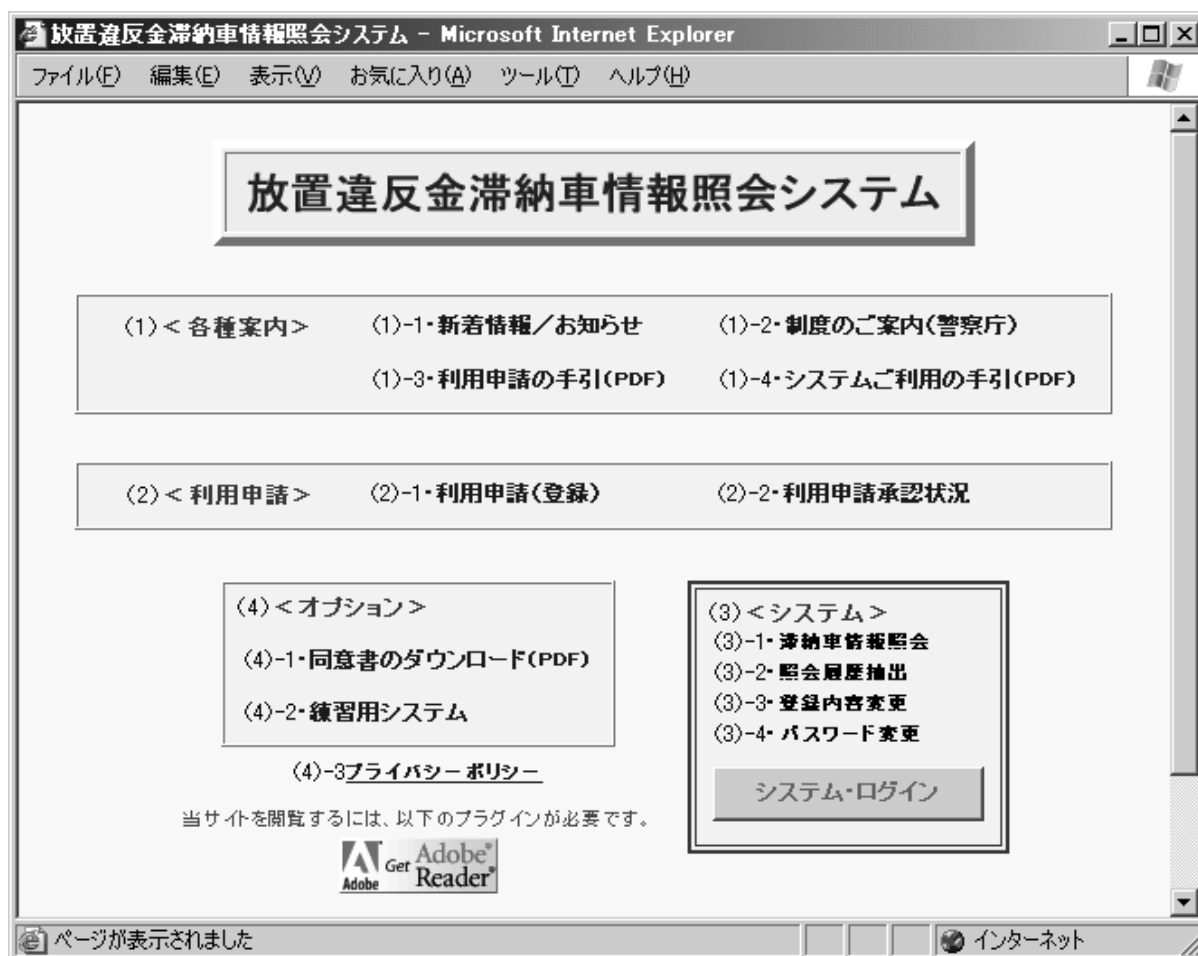 放置違反金滞納車情報照会システム - Microsoft Internet Explorer
ファイル(F) 編集(E) 表示(V) お気に入り(A) ツール(T) ヘルプ(H)
放置違反金滞納車情報照会システム
(1)<各種案内> (1)-1・新着情報／お知らせ (1)-2・制度のご案内(警察庁)
(1)-3・利用申請の手引(PDF) (1)-4・システムご利用の手引(PDF)
(2)<利用申請> (2)-1・利用申請(登録) (2)-2・利用申請承認状況
(4)<オプション>
(4)-1・同意書のダウンロード(PDF)
(4)-2・練習用システム
(4)-3プライバシーポリシー
当サイトを閲覧するには、以下のプラグインが必要です。
Adobe Get Adobe® Reader®
(3)<システム>
(3)-1・滞納車情報照会
(3)-2・照会履歴抽出
(3)-3・登録内容変更
(3)-4・パスワード変更
システム・ログイン
ページが表示されました インターネット